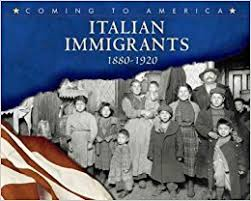 COMING TO AMERICA
ITALIAN
IMMIGRANTS
1880-1920